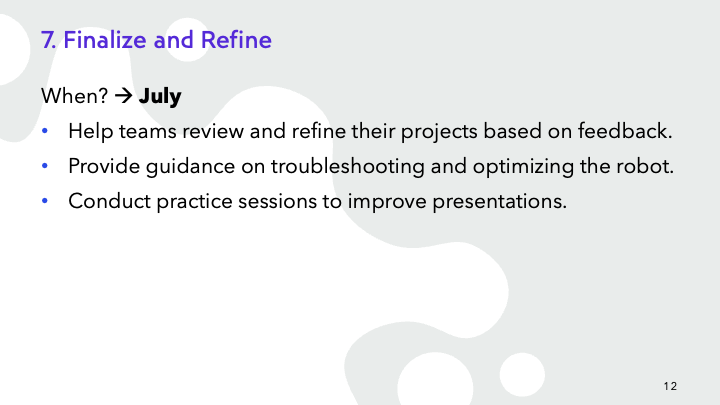 7. Finalize and Refine
When? → July
• Help teams review and refine their projects based on feedback.
• Provide guidance on troubleshooting and optimizing the robot.
• Conduct practice sessions to improve presentations.
12